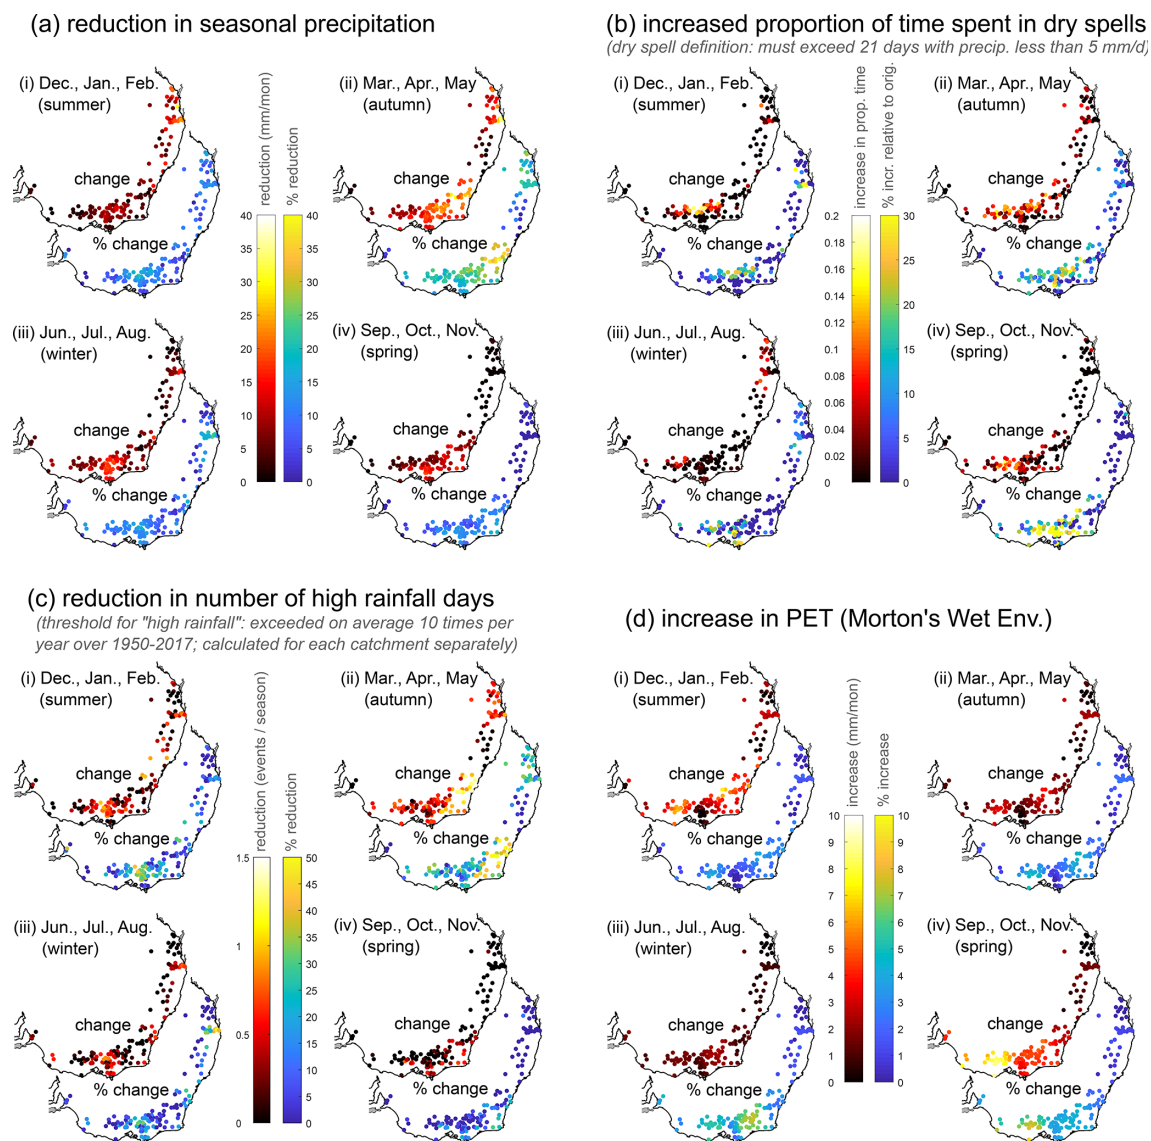 (a) reduction in seasonal precipitation
(i) Dec., Jan., Feb.
(summer)
change
% change
(ii) Mar., Apr., May
(autumn)
change
% change
(iii) Jun., Jul., Aug.
(winter)
change
% change
(iv) Sep., Oct., Nov.
(spring)
change
% change
reduction (mm/mon)
% reduction
40
35
30
25
20
15
10
5
0
40
35
30
25
20
15
10
5
0
(b) increased proportion of time spent in dry spells
(dry spell definition: must exceed 21 days with precip. less than 5 mm/d)
(i) Dec., Jan., Feb.
(summer)
change
% change
(ii) Mar., Apr., May
(autumn)
change
% change
(iii) Jun., Jul., Aug.
(winter)
change
% change
(iv) Sep., Oct., Nov.
(spring)
change
% change
increase in prop. time
% incr. relative to orig.
0.2
0.18
0.16
0.14
0.12
0.1
0.08
0.06
0.04
0.02
0
30
25
20
15
10
5
0
(c) reduction in number of high rainfall days
(threshold for "high rainfall": exceeded on average 10 times per
year over 1950-2017; calculated for each catchment separately)
(i) Dec., Jan., Feb.
(summer)
change
% change
(ii) Mar., Apr., May
(autumn)
change
% change
(iii) Jun., Jul., Aug.
(winter)
change
% change
(iv) Sep., Oct., Nov.
(spring)
change
% change
reduction (events / season)
% reduction
1.5
1
0.5
0
50
45
40
35
30
25
20
15
10
5
0
(d) increase in PET (Morton's Wet Env.)
(i) Dec., Jan., Feb.
(summer)
change
% change
(ii) Mar., Apr., May
(autumn)
change
% change
(iii) Jun., Jul., Aug.
(winter)
change
% change
(iv) Sep., Oct., Nov.
(spring)
change
% change
increase (mm/mon)
% increase
10
9
8
7
6
5
4
3
2
1
0
10
9
8
7
6
5
4
3
2
1
0